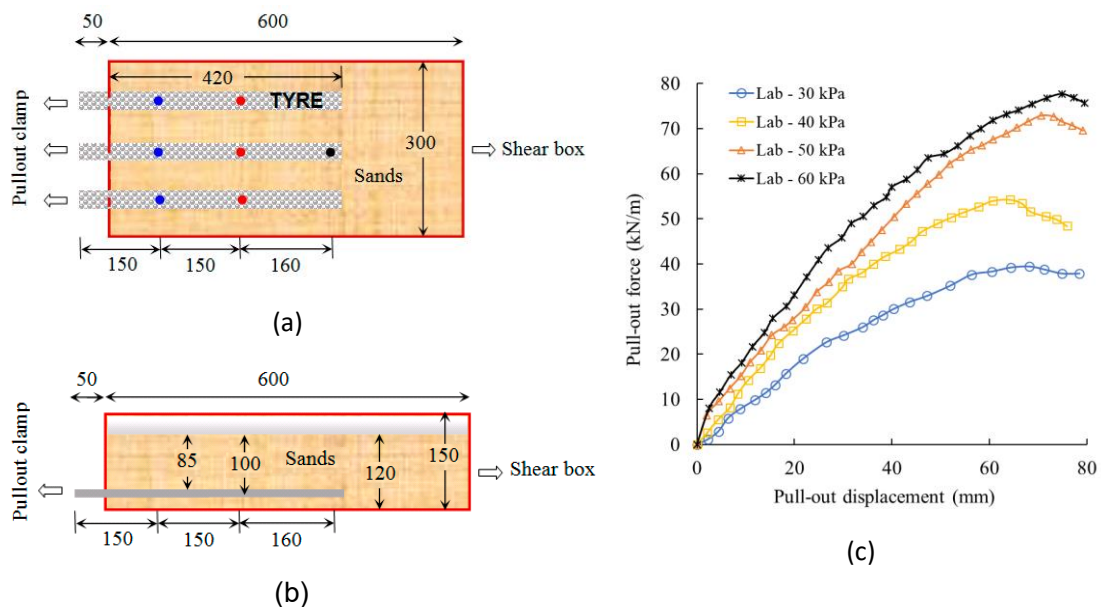 50
600
420
TYRE
Pullout clamp
300
Sands
Shear box
150
150
160
(a)
50
600
Pullout clamp
85
100
Sands
120
150
Shear box
150
150
160
(b)
80
70
60
50
40
30
20
10
0
Pull-out force (kN/m)
Lab - 30 kPa
Lab - 40 kPa
Lab - 50 kPa
Lab - 60 kPa
0
20
40
60
80
Pull-out displacement (mm)
(c)